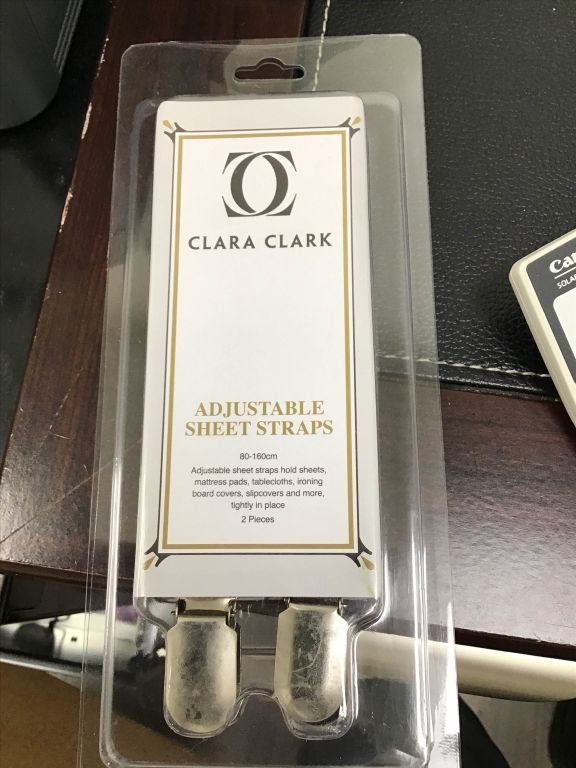 CLARA CLARK
ADJUSTABLE
SHEET STRAPS
80-160cm
Adjustable sheet straps hold sheets,
mattress pads, tablecloths, ironing
board covers, slipcovers and more,
tightly in place
2 Pieces